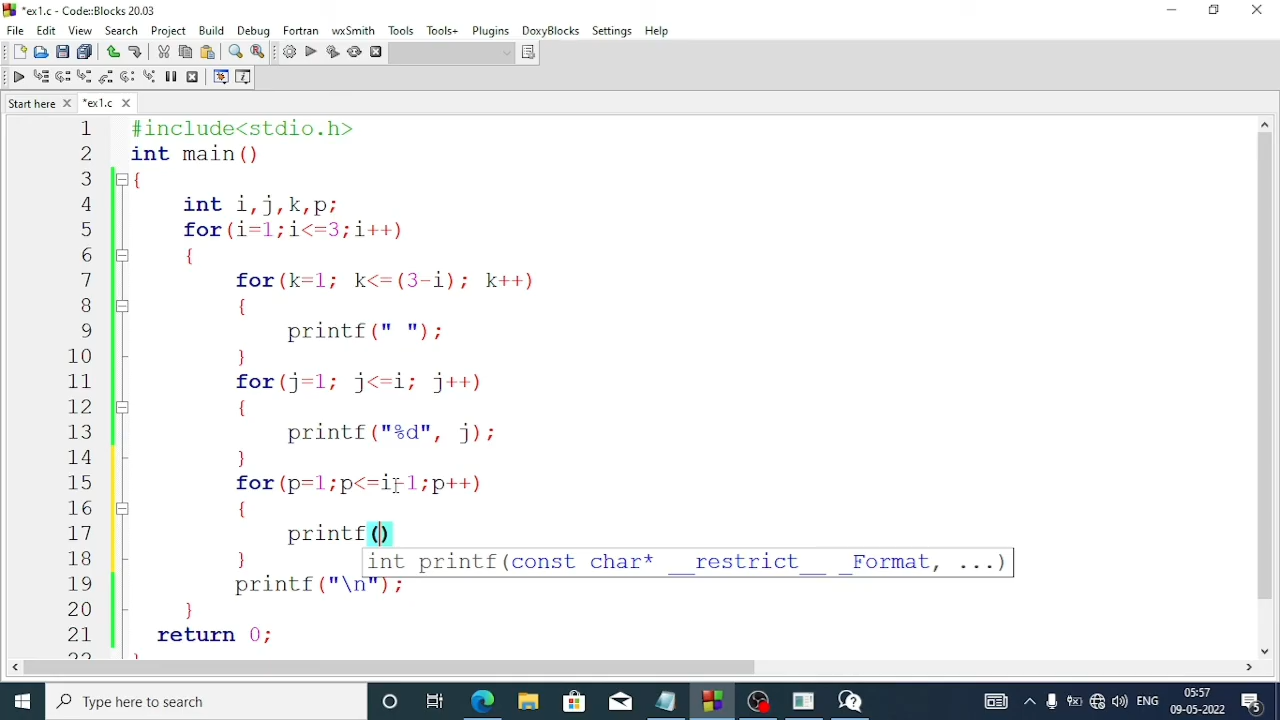 *ex1.c - Code::Blocks 20.03
File Edit View Search Project Build Debug Fortran wxSmith Tools Tools+ Plugins DoxyBlocks Settings Help
Start here *ex1.c
1 #include<stdio.h>
2 int main()
3 {
4 int i,j,k,p;
5 for(i=1;i<=3;i++)
6 {
7 for(k=1; k<=(3-i); k++)
8 {
9 printf(" ");
10 }
11 for(j=1; j<=i; j++)
12 {
13 printf("%d", j);
14 }
15 for(p=1;p<=i-1;p++)
16 {
17 printf()
int printf(const char* __restrict__ _Format, ...)
18 }
19 printf("\n");
20 }
21 return 0;
22 }
Type here to search
ENG
05:57
09-05-2022
5